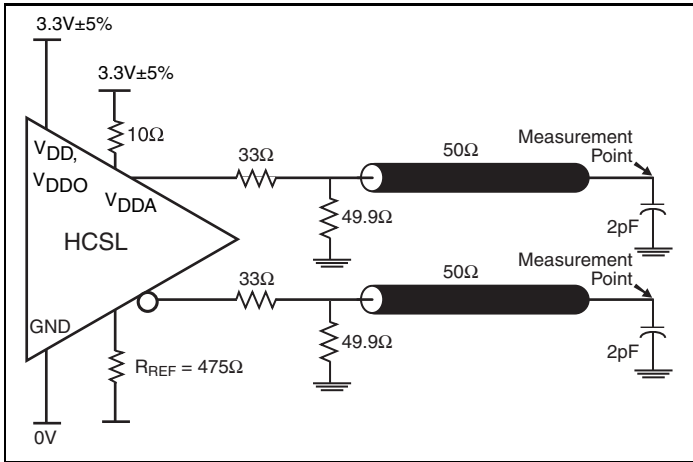 3.3V±5%
3.3V±5%
10Ω
VDD,
VDDO
VDDA
HCSL
GND
0V
RREF = 475Ω
33Ω
49.9Ω
50Ω
Measurement
Point
2pF
33Ω
49.9Ω
50Ω
Measurement
Point
2pF